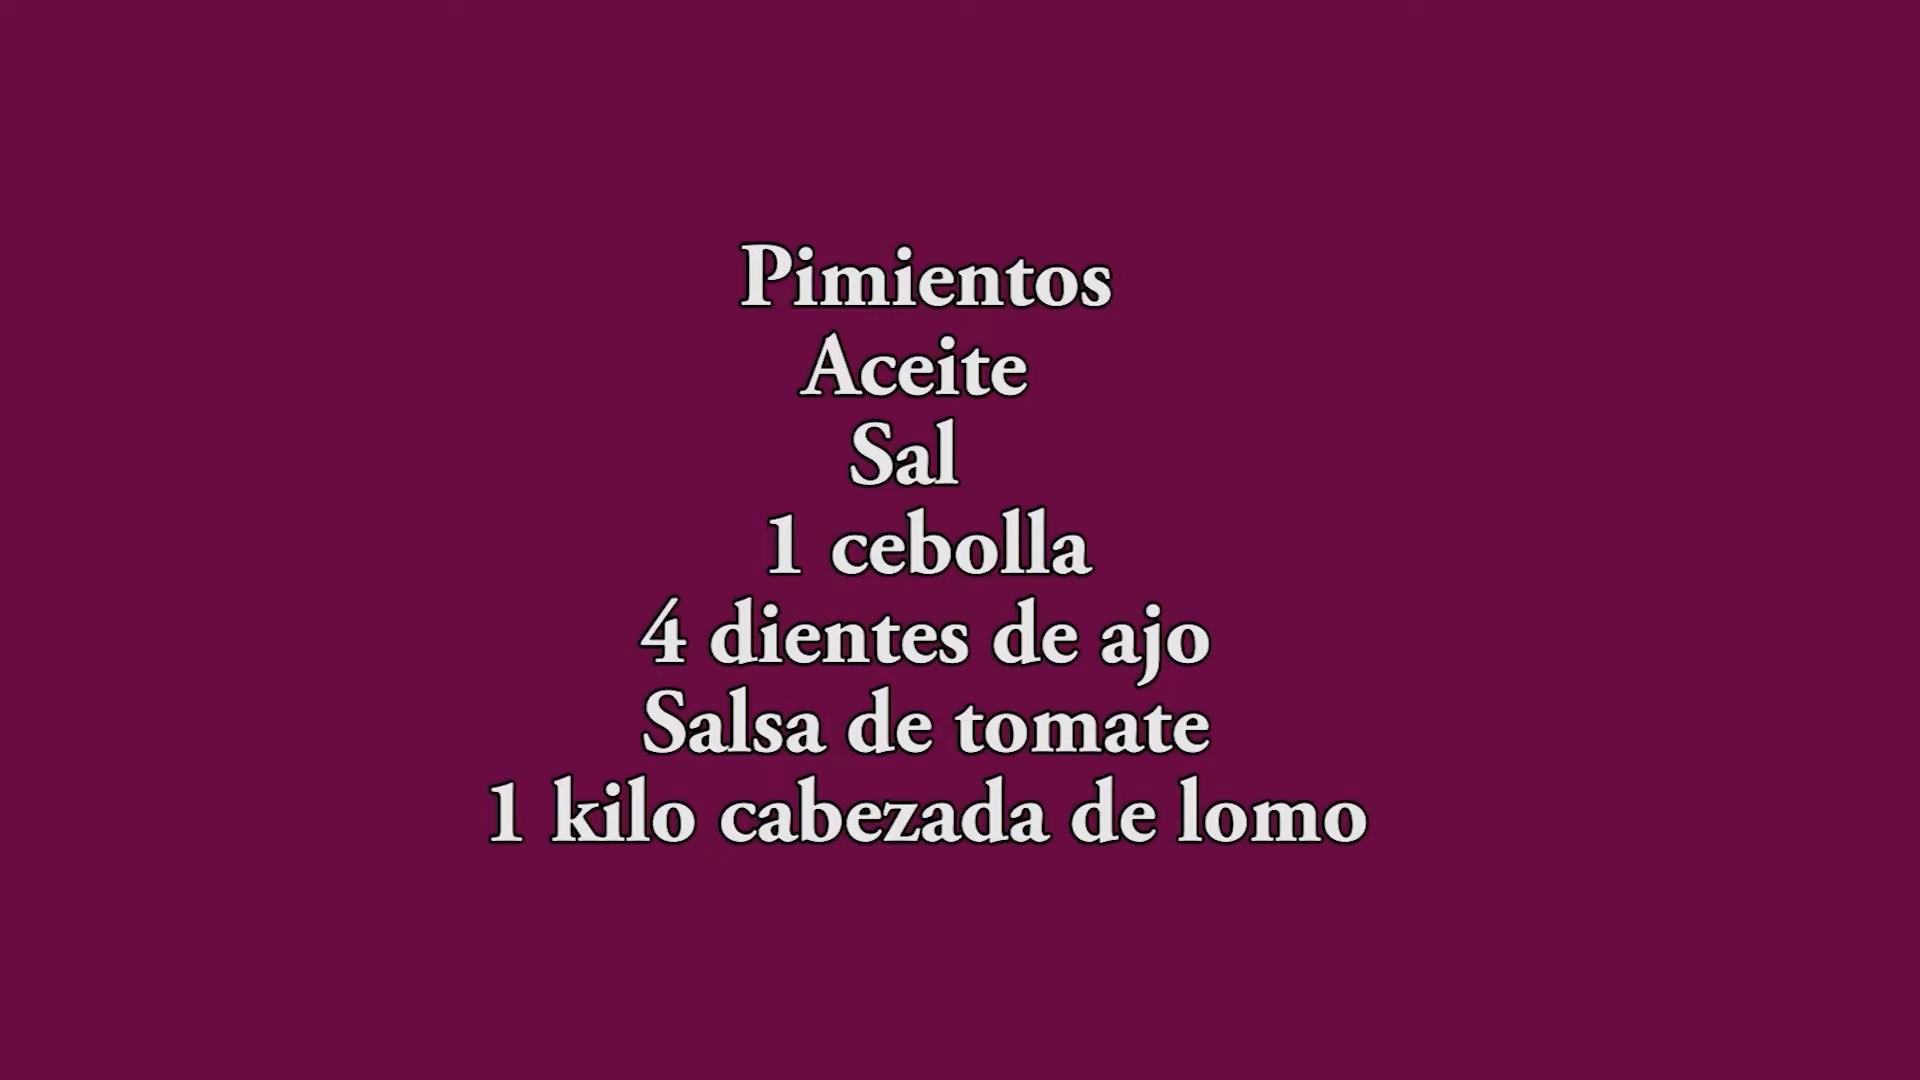 Pimientos
Aceite
Sal
1 cebolla
4 dientes de ajo
Salsa de tomate
1 kilo cabezada de lomo